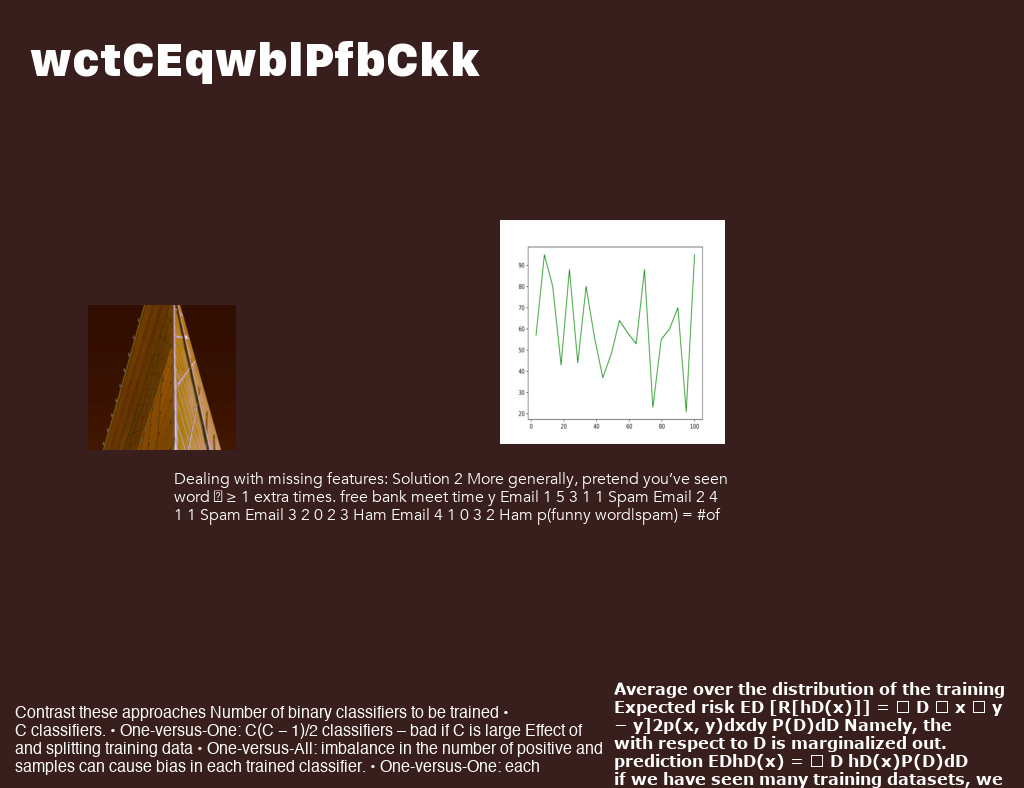 wctCEqwblPfbCkk
90
80
70
60
50
40
30
20
0 20 40 60 80 100
Dealing with missing features: Solution 2 More generally, pretend you've seen
word ≥ 1 extra times. free bank meet time y Email 1 5 3 1 1 Spam Email 2 4
1 1 Spam Email 3 2 0 2 3 Ham Email 4 1 0 3 2 Ham p(funny word|spam) = #of
Contrast these approaches Number of binary classifiers to be trained •
C classifiers. • One-versus-One: C(C − 1)/2 classifiers – bad if C is large Effect of
and splitting training data • One-versus-All: imbalance in the number of positive and
samples can cause bias in each trained classifier. • One-versus-One: each
Average over the distribution of the training
Expected risk ED [R[hD(x)]] = □ D □ x □ y
− y]2p(x, y)dxdy P(D)dD Namely, the
with respect to D is marginalized out.
prediction EDhD(x) = □ D hD(x)P(D)dD
if we have seen many training datasets, we